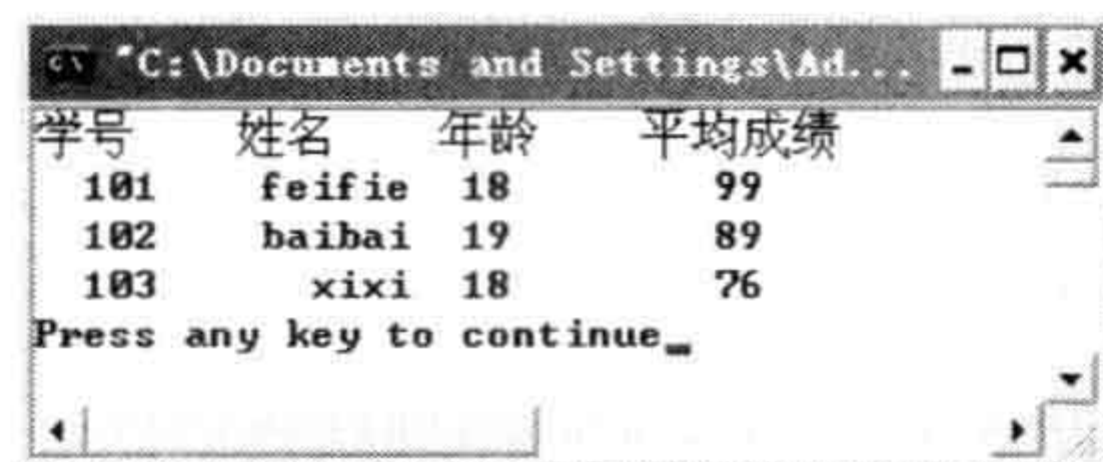 "C:\Documents and Settings\Ad...
学号 姓名 年龄 平均成绩
101 feifie 18 99
102 baibai 19 89
103 xixi 18 76
Press any key to continue_